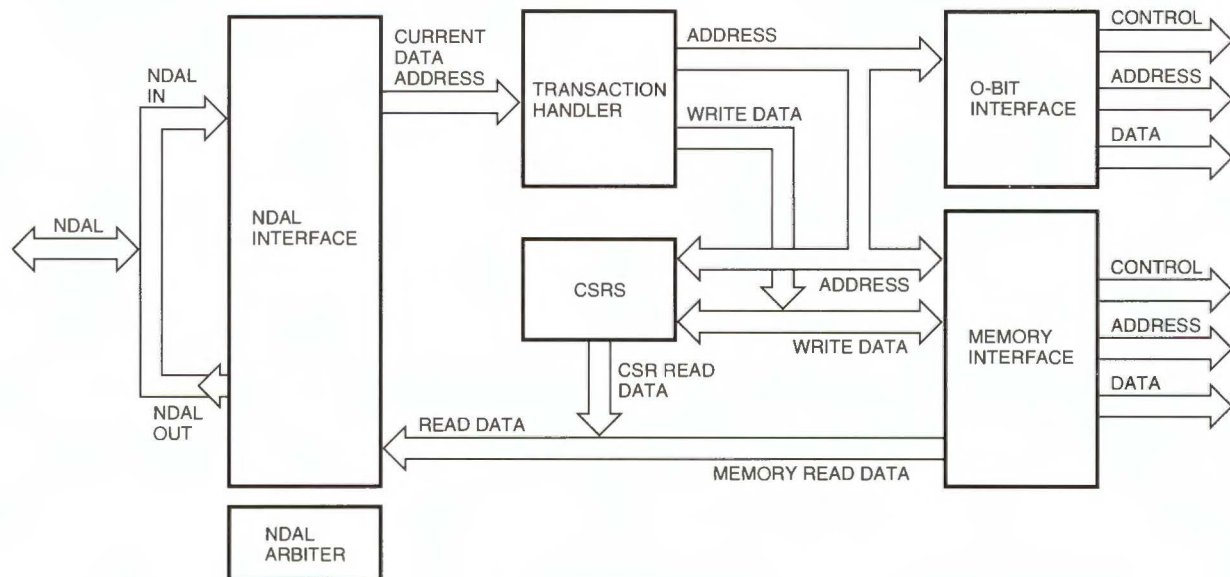 NDAL
NDAL
IN
NDAL
OUT
NDAL
INTERFACE
NDAL
ARBITER
CURRENT
DATA
ADDRESS
TRANSACTION
HANDLER
ADDRESS
WRITE DATA
CSRS
ADDRESS
WRITE DATA
CSR READ
DATA
READ DATA
MEMORY READ DATA
O-BIT
INTERFACE
CONTROL
ADDRESS
DATA
MEMORY
INTERFACE
CONTROL
ADDRESS
DATA